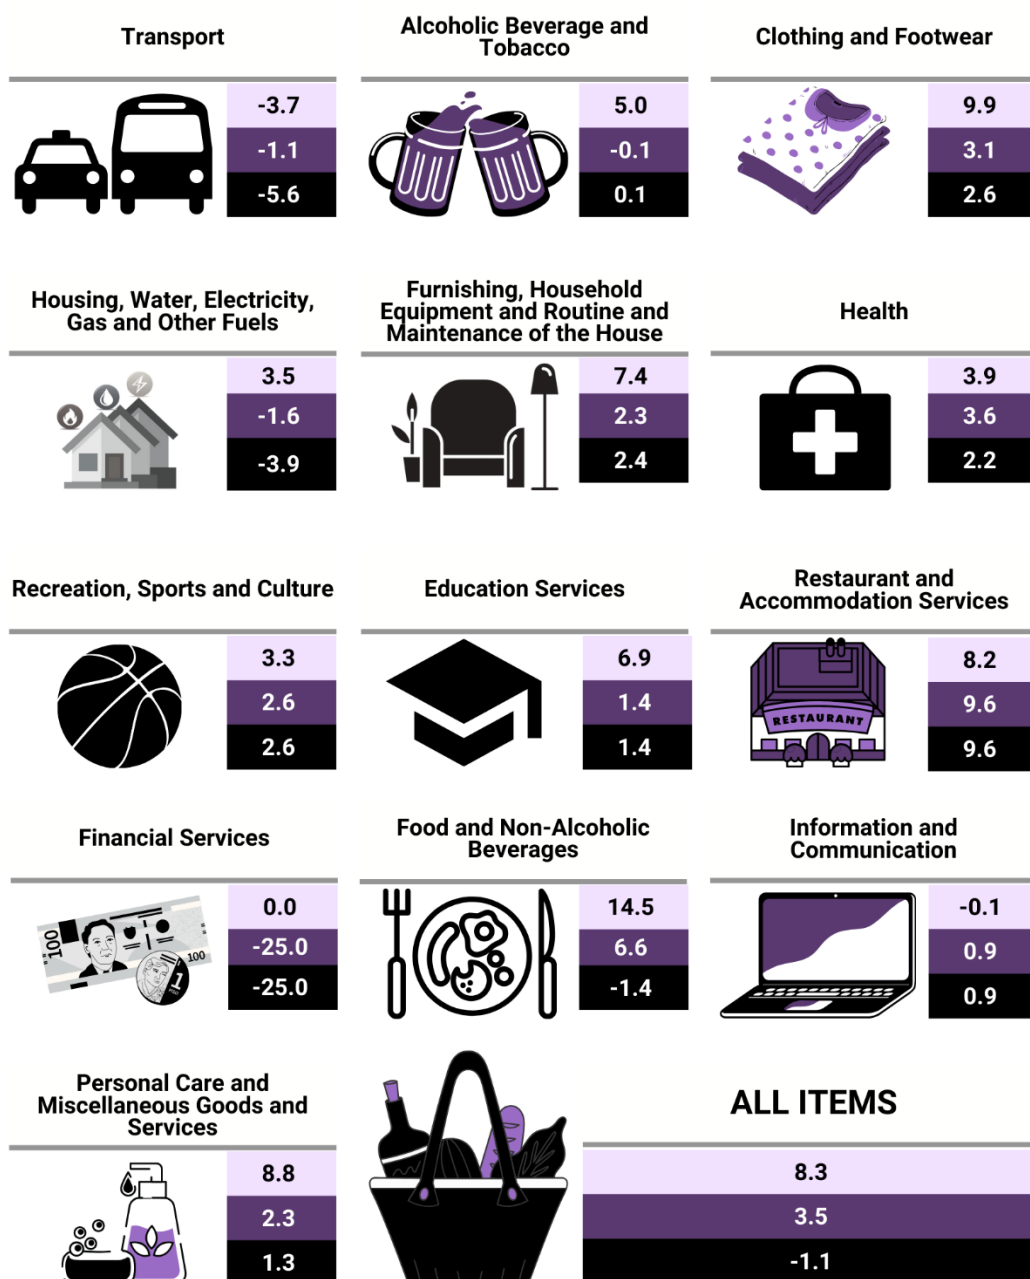 Transport
-3.7
-1.1
-5.6
Alcoholic Beverage and
Tobacco
5.0
-0.1
0.1
Clothing and Footwear
9.9
3.1
2.6
Housing, Water, Electricity,
Gas and Other Fuels
3.5
-1.6
-3.9
Furnishing, Household
Equipment and Routine and
Maintenance of the House
7.4
2.3
2.4
Health
3.9
3.6
2.2
Recreation, Sports and Culture
3.3
2.6
2.6
Education Services
6.9
1.4
1.4
Restaurant and
Accommodation Services
RESTAURANT
8.2
9.6
9.6
Financial Services
100
100
1
0.0
-25.0
-25.0
Food and Non-Alcoholic
Beverages
14.5
6.6
-1.4
Information and
Communication
-0.1
0.9
0.9
Personal Care and
Miscellaneous Goods and
Services
8.8
2.3
1.3
ALL ITEMS
8.3
3.5
-1.1